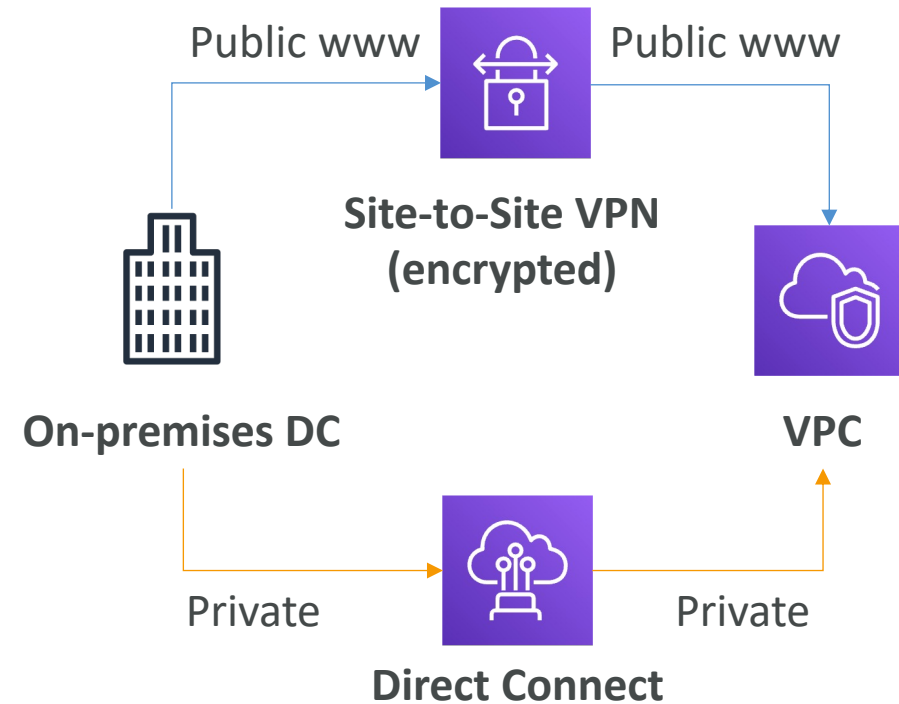 Public www
Public www
Site-to-Site VPN
(encrypted)
On-premises DC
VPC
Private
Private
Direct Connect